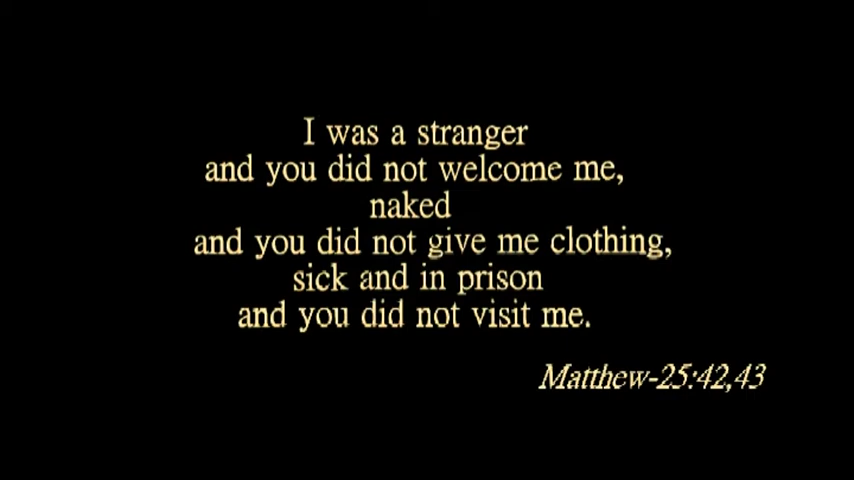 I was a stranger
and you did not welcome me,
naked
and you did not give me clothing,
sick and in prison
and you did not visit me.
Matthew-25:42,43